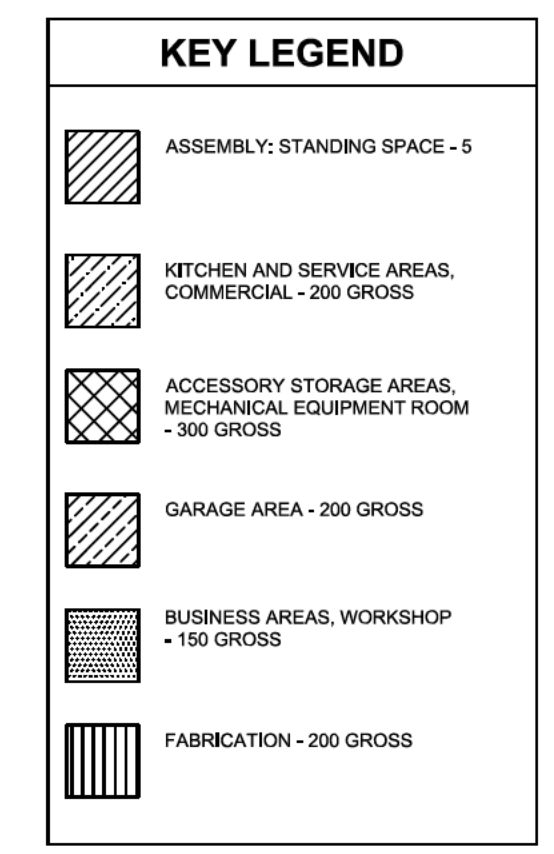 KEY LEGEND
ASSEMBLY: STANDING SPACE - 5
KITCHEN AND SERVICE AREAS,
COMMERCIAL - 200 GROSS
ACCESSORY STORAGE AREAS,
MECHANICAL EQUIPMENT ROOM
- 300 GROSS
GARAGE AREA - 200 GROSS
BUSINESS AREAS, WORKSHOP
- 150 GROSS
FABRICATION - 200 GROSS